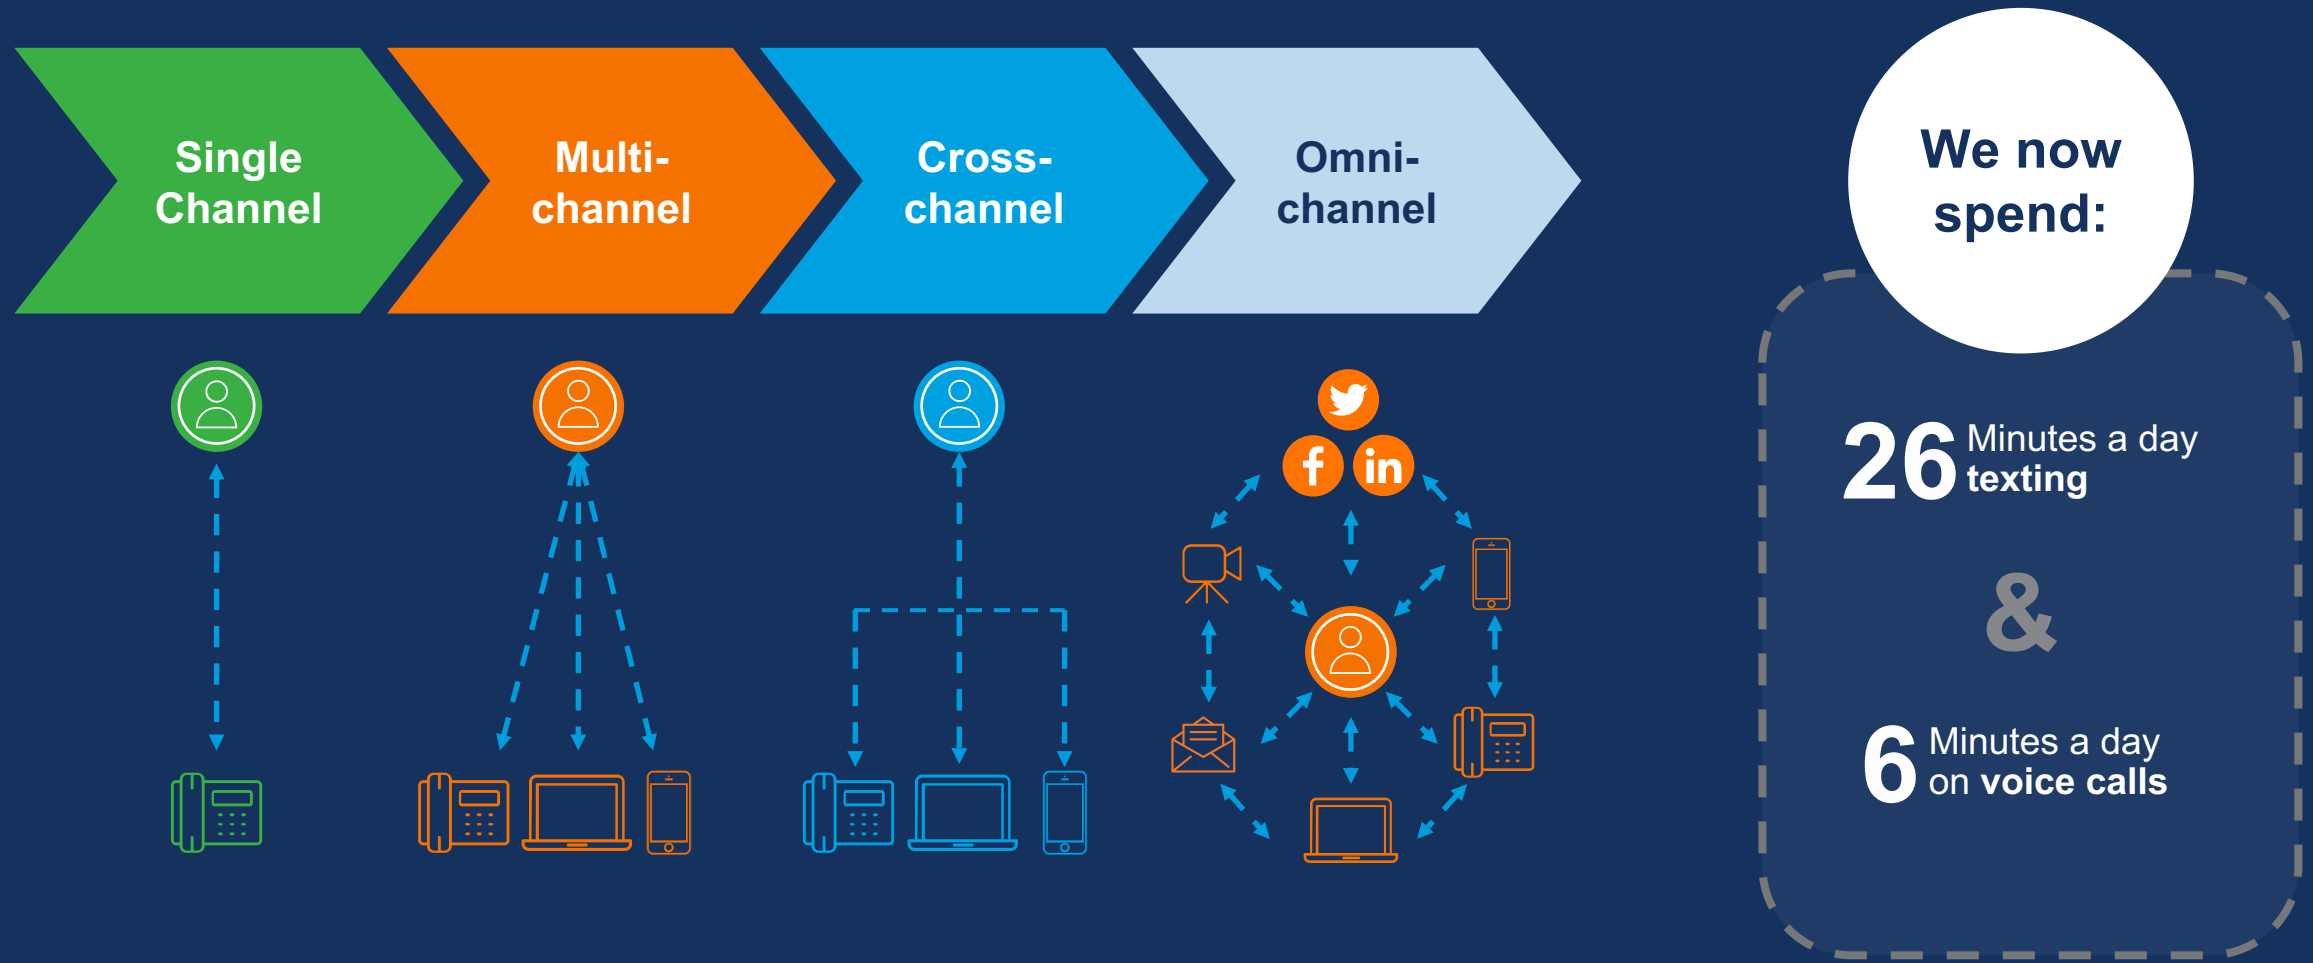 Single
Channel
Multi-
channel
Cross-
channel
Omni-
channel
f
in
We now
spend:
26 Minutes a day
texting
&
6 Minutes a day
on voice calls